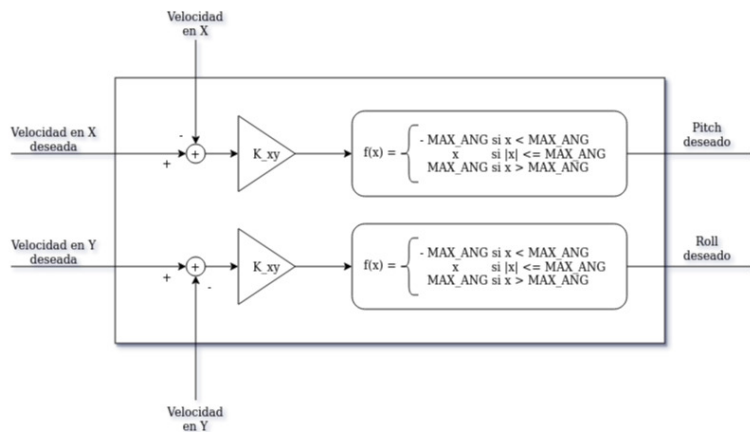 Velocidad
en X
-
Velocidad en X
deseada
+
+
K_xy
f(x) =
- MAX_ANG si x < MAX_ANG
x si |x| <= MAX_ANG
MAX_ANG si x > MAX_ANG
Pitch
deseado
Velocidad en Y
deseada
+
+
-
K_xy
f(x) =
- MAX_ANG si x < MAX_ANG
x si |x| <= MAX_ANG
MAX_ANG si x > MAX_ANG
Roll
deseado
Velocidad
en Y